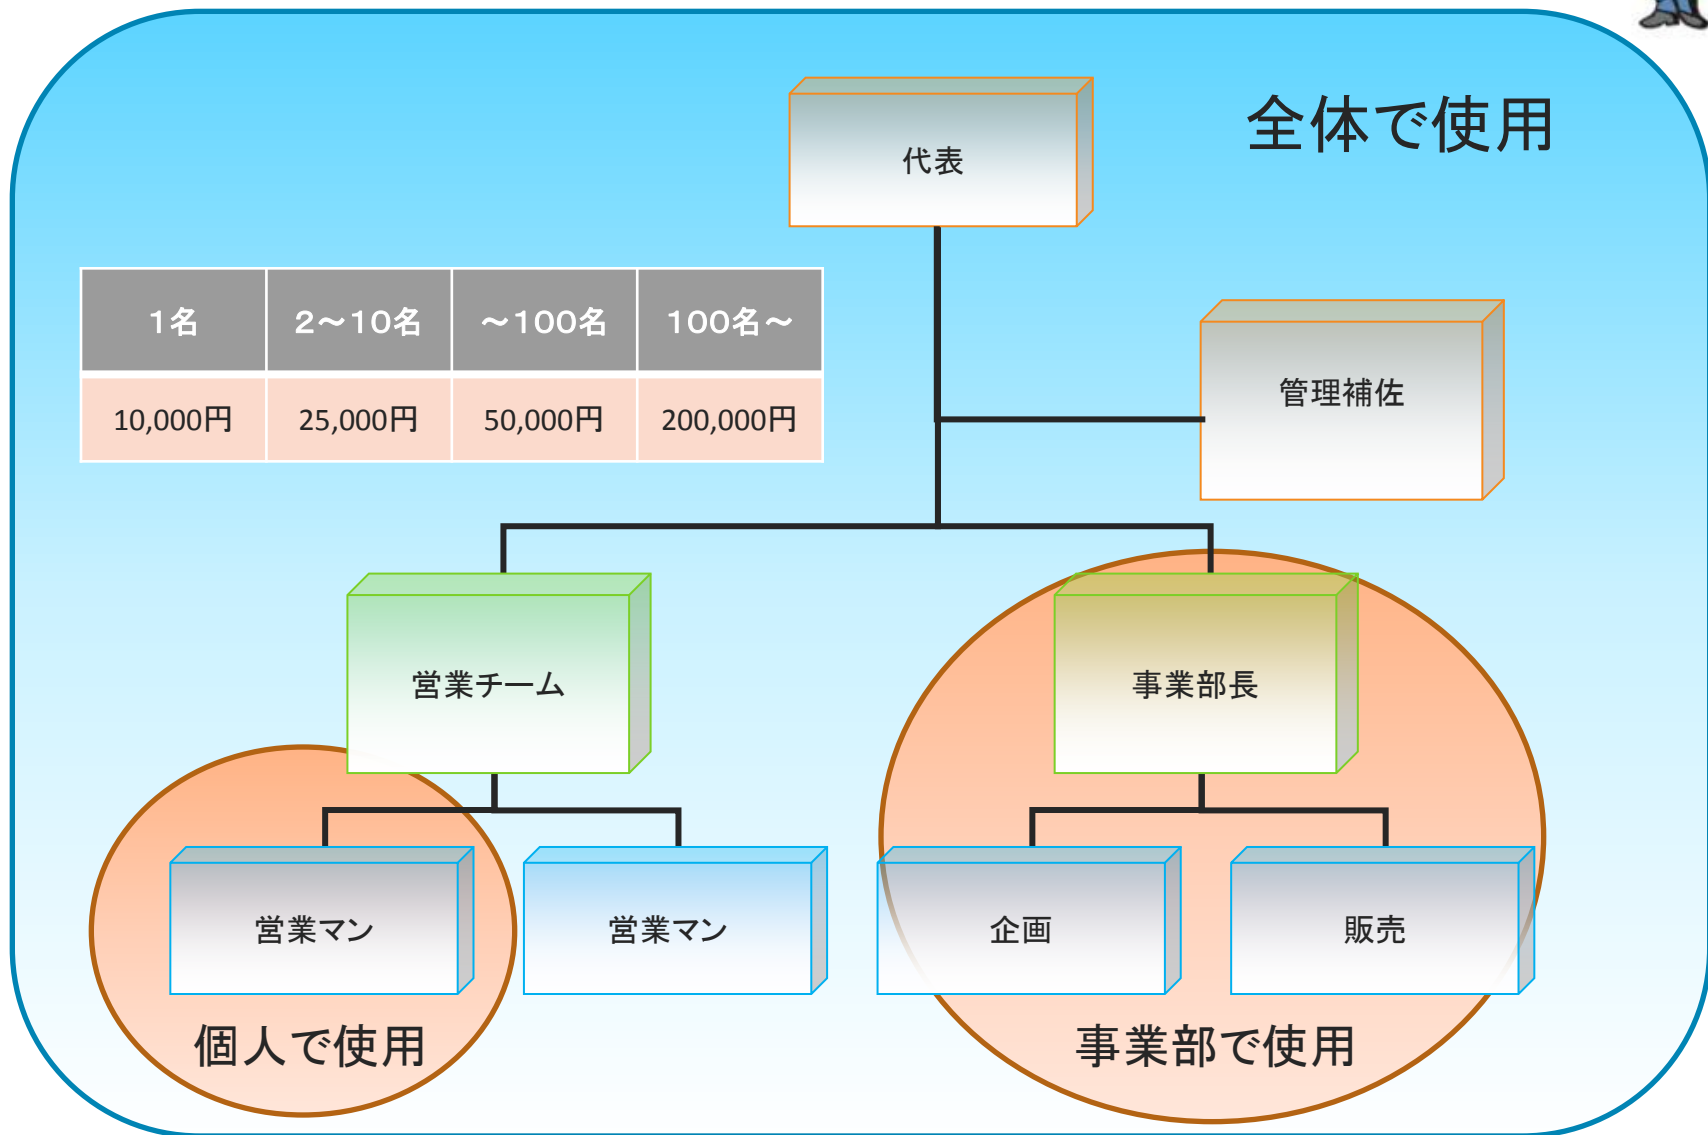 全体で使用
代表
１名 ２～１０名 ～１００名 １００名～
10,000円 25,000円 50,000円 200,000円
管理補佐
営業チーム 事業部長
営業マン 営業マン 企画 販売
個人で使用 事業部で使用